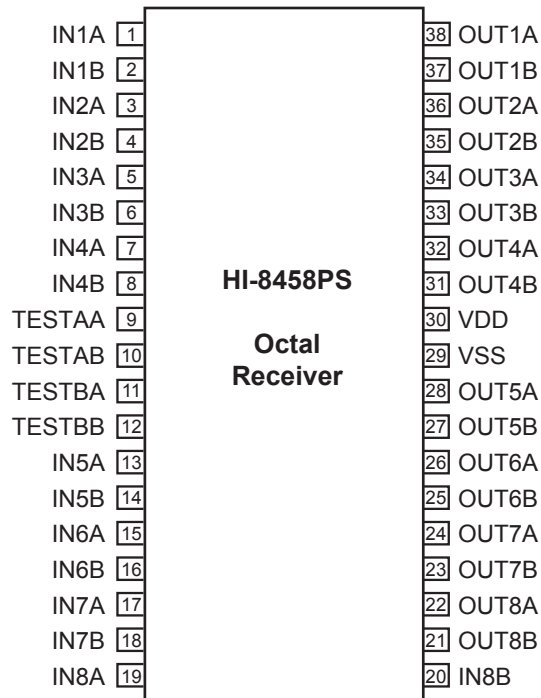 IN1A 1 38 OUT1A
IN1B 2 37 OUT1B
IN2A 3 36 OUT2A
IN2B 4 35 OUT2B
IN3A 5 34 OUT3A
IN3B 6 33 OUT3B
IN4A 7 32 OUT4A
IN4B 8 HI-8458PS 31 OUT4B
TESTAA 9 30 VDD
TESTAB 10 Octal 29 VSS
TESTBA 11 Receiver 28 OUT5A
TESTBB 12 27 OUT5B
IN5A 13 26 OUT6A
IN5B 14 25 OUT6B
IN6A 15 24 OUT7A
IN6B 16 23 OUT7B
IN7A 17 22 OUT8A
IN7B 18 21 OUT8B
IN8A 19 20 IN8B